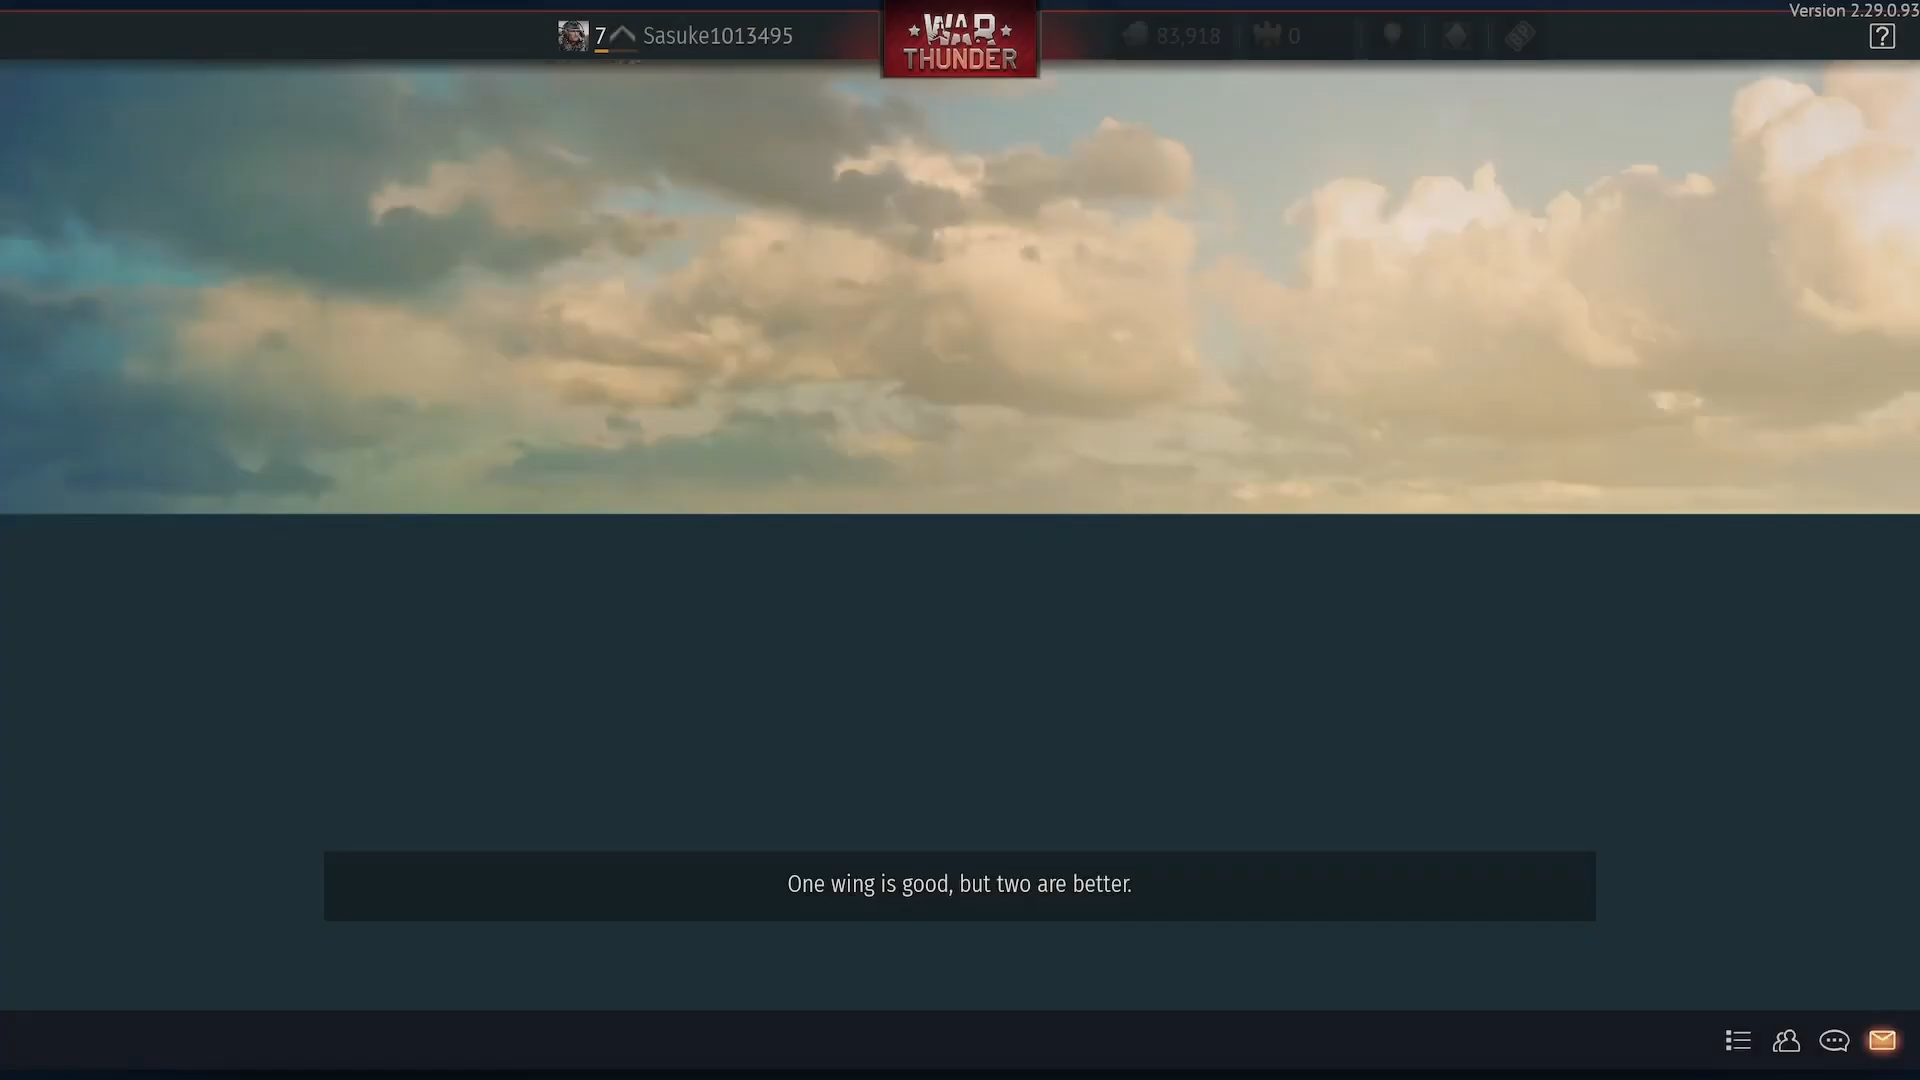 Version 2.29.0.93
7 Sasuke1013495
WAR
THUNDER
83,918
0
BP
?
One wing is good, but two are better.